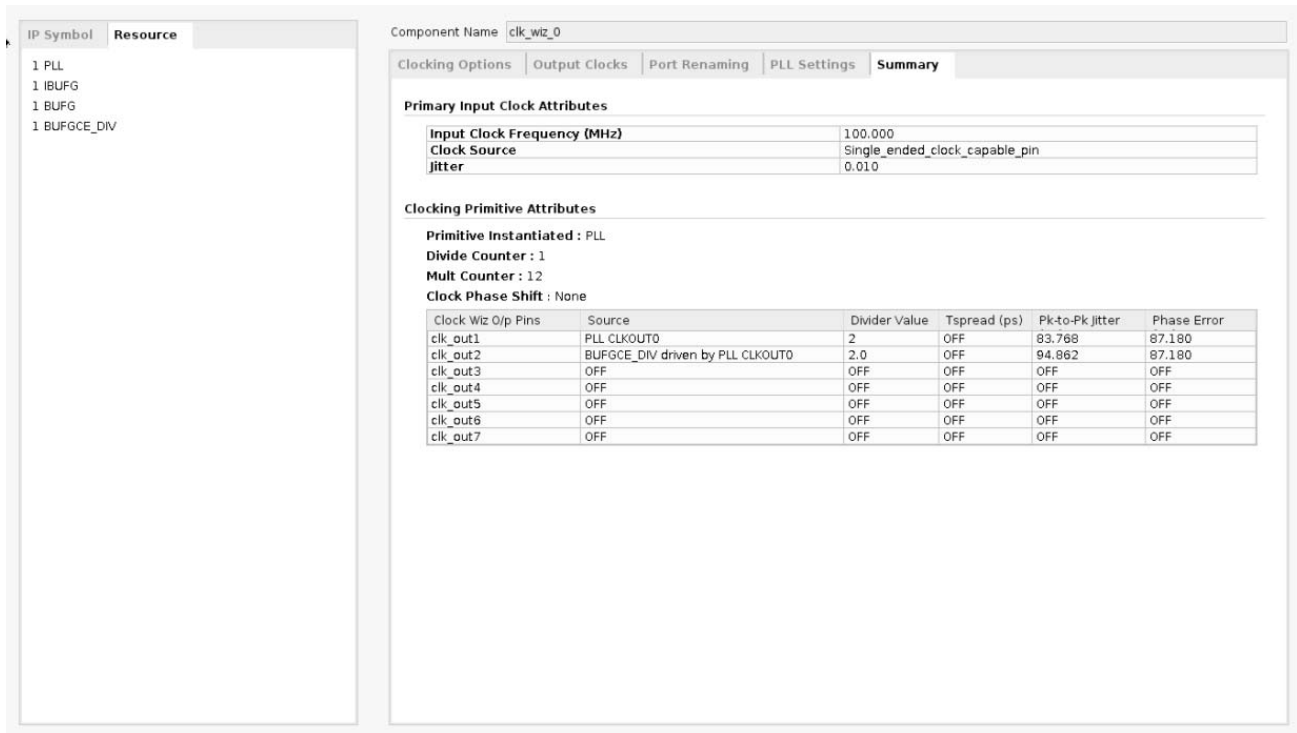 IP Symbol Resource
1 PLL
1 IBUFG
1 BUFG
1 BUFGCE_DIV
Component Name clk_wiz_0
Clocking Options Output Clocks Port Renaming PLL Settings Summary
Primary Input Clock Attributes
Input Clock Frequency (MHz) 100.000
Clock Source Single_ended_clock_capable_pin
Jitter 0.010
Clocking Primitive Attributes
Primitive Instantiated : PLL
Divide Counter : 1
Mult Counter : 12
Clock Phase Shift : None
Clock Wiz O/p Pins Source Divider Value Tspread (ps) Pk-to-Pk Jitter Phase Error
clk_out1 PLL CLKOUT0 2 OFF 83.768 87.180
clk_out2 BUFGCE_DIV driven by PLL CLKOUT0 2.0 OFF 94.862 87.180
clk_out3 OFF OFF OFF OFF OFF
clk_out4 OFF OFF OFF OFF OFF
clk_out5 OFF OFF OFF OFF OFF
clk_out6 OFF OFF OFF OFF OFF
clk_out7 OFF OFF OFF OFF OFF